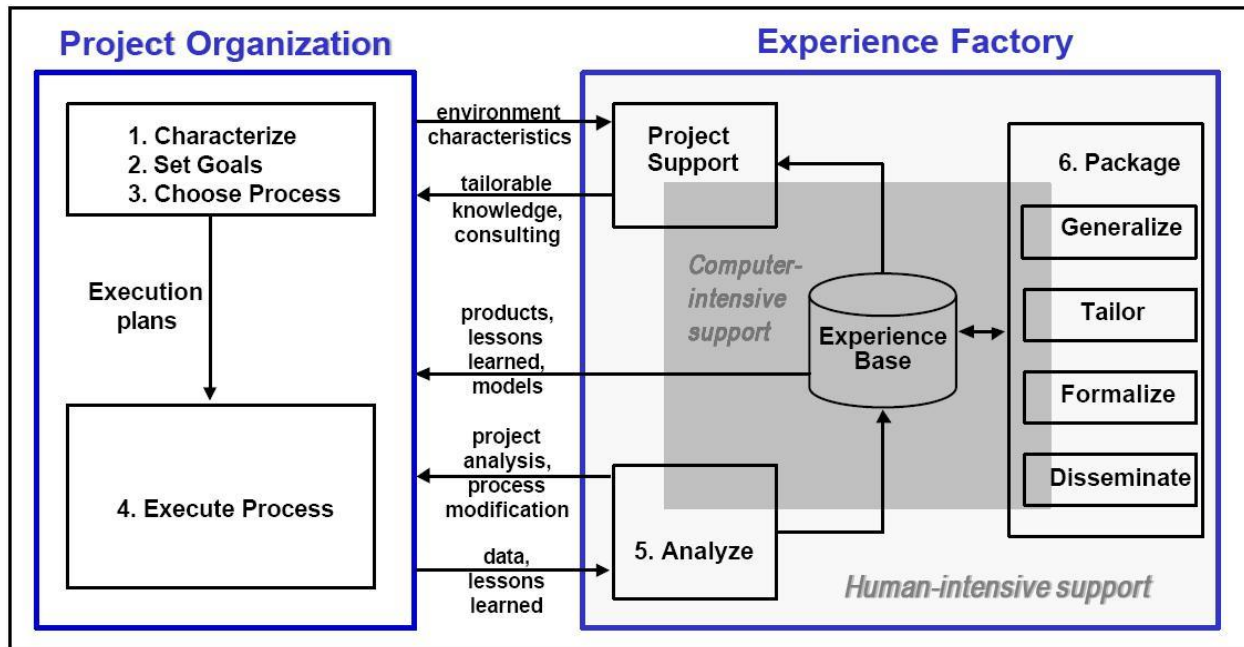 Project Organization
Experience Factory
1. Characterize
2. Set Goals
3. Choose Process
Execution
plans
4. Execute Process
environment
characteristics
tailorable
knowledge,
consulting
products,
lessons
learned,
models
project
analysis,
process
modification
data,
lessons
learned
Project
Support
Computer-
intensive
support
Experience
Base
5. Analyze
6. Package
Generalize
Tailor
Formalize
Disseminate
Human-intensive support